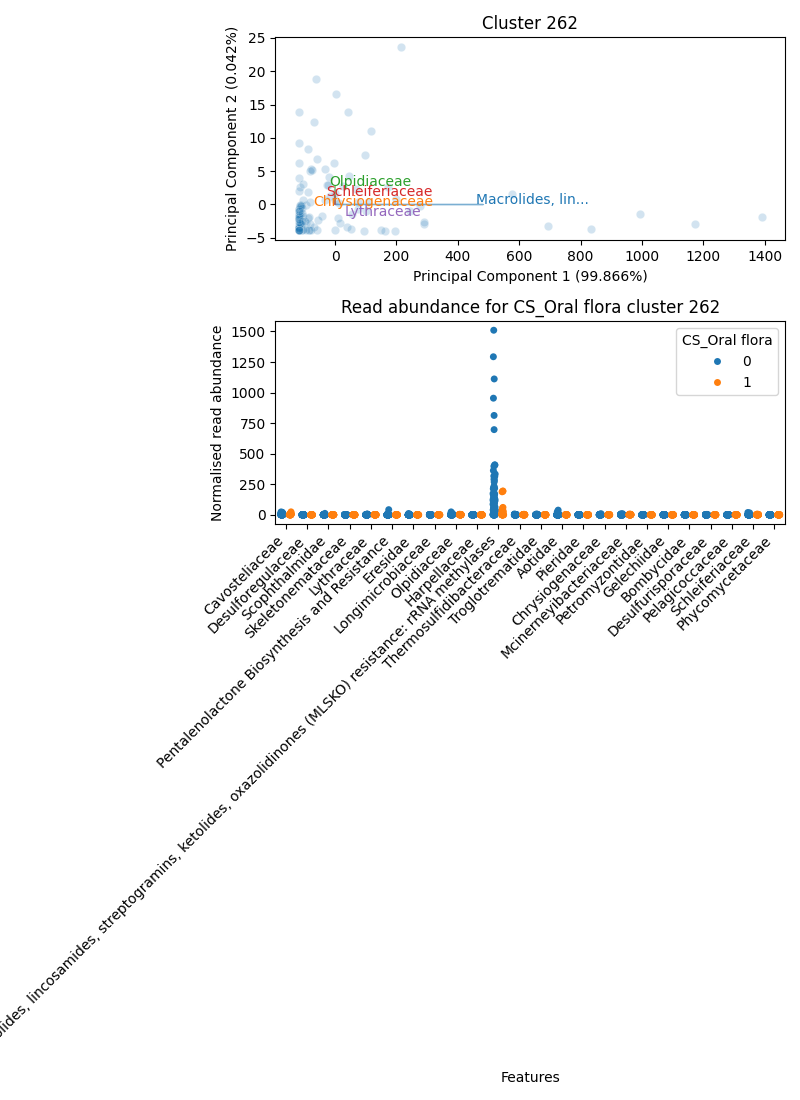 Cluster 262
Principal Component 2 (0.042%)
25
20
15
10
5
0
−5
Olpidiaceae
Schleiferiaceae
Chrysiogenaceae
Lythraceae
Macrolides, lin...
0
200
400
600
800
1000
1200
1400
Principal Component 1 (99.866%)
Read abundance for CS_Oral flora cluster 262
Normalised read abundance
1500
1250
1000
750
500
250
0
CS_Oral flora
0
1
Cavosteliaceae
Desulforegulaceae
Scophthalmidae
Skeletonemataceae
Lythraceae
Pentalenolactone Biosynthesis and Resistance
Eresidae
Longimicrobiaceae
Olpidiaceae
Harpellaceae
lides, lincosamides, streptogramins, ketolides, oxazolidinones (MLSKO) resistance: rRNA methylases
Thermosulfidibacteraceae
Troglotrematidae
Aotidae
Pieridae
Chrysiogenaceae
Mcinerneyibacteriaceae
Petromyzontidae
Gelechiidae
Bombycidae
Desulfurisporaceae
Pelagicoccaceae
Schleiferiaceae
Phycomycetaceae
Features